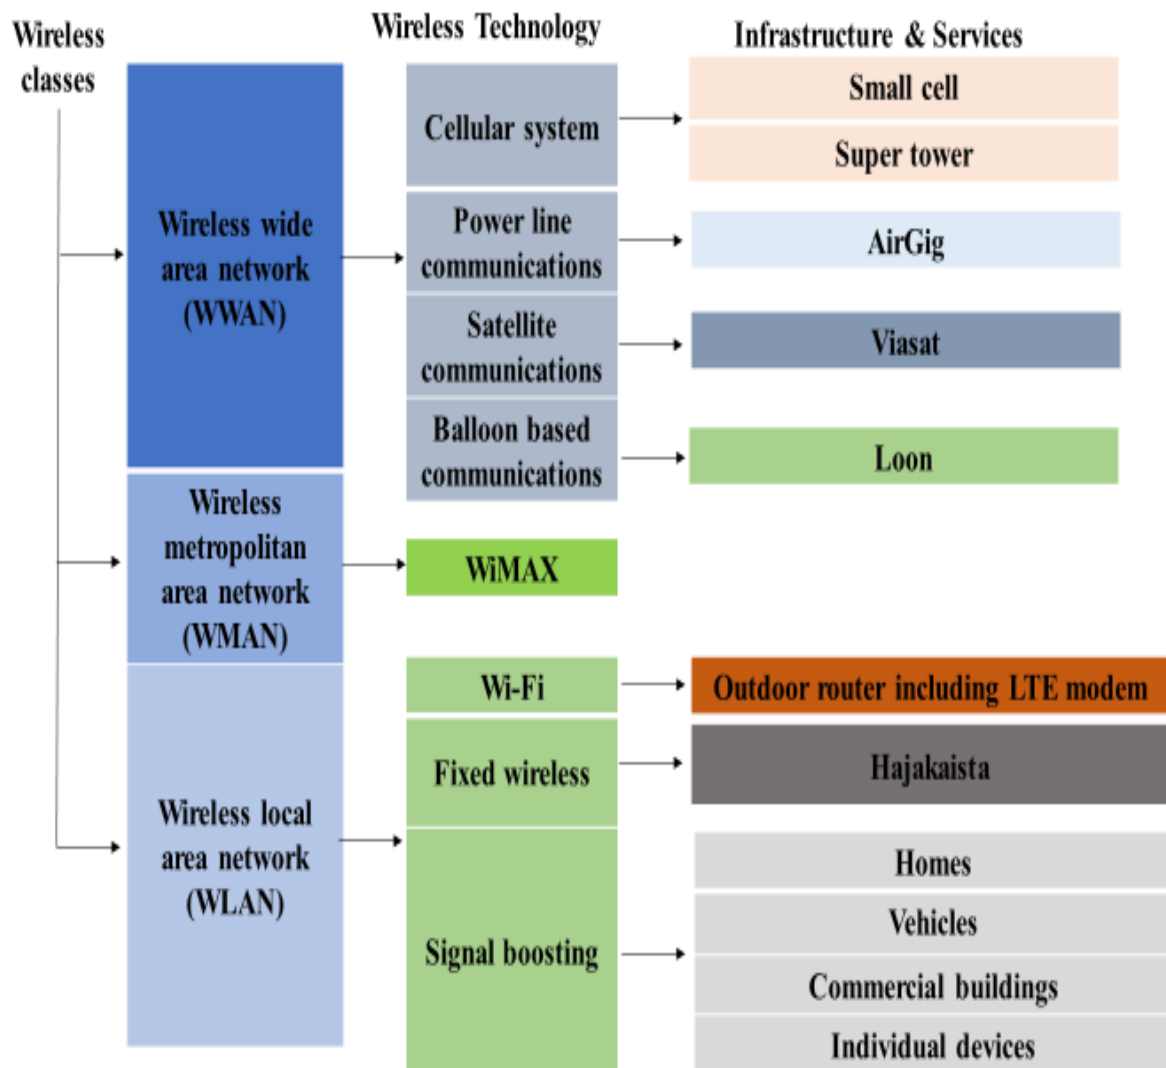 Wireless
classes
Wireless Technology
Infrastructure & Services
Wireless wide
area network
(WWAN)
Cellular system
Small cell
Super tower
Power line
communications
AirGig
Satellite
communications
Viasat
Balloon based
communications
Loon
Wireless
metropolitan
area network
(WMAN)
WiMAX
Wireless local
area network
(WLAN)
Wi-Fi
Outdoor router including LTE modem
Fixed wireless
Hajakaista
Signal boosting
Homes
Vehicles
Commercial buildings
Individual devices